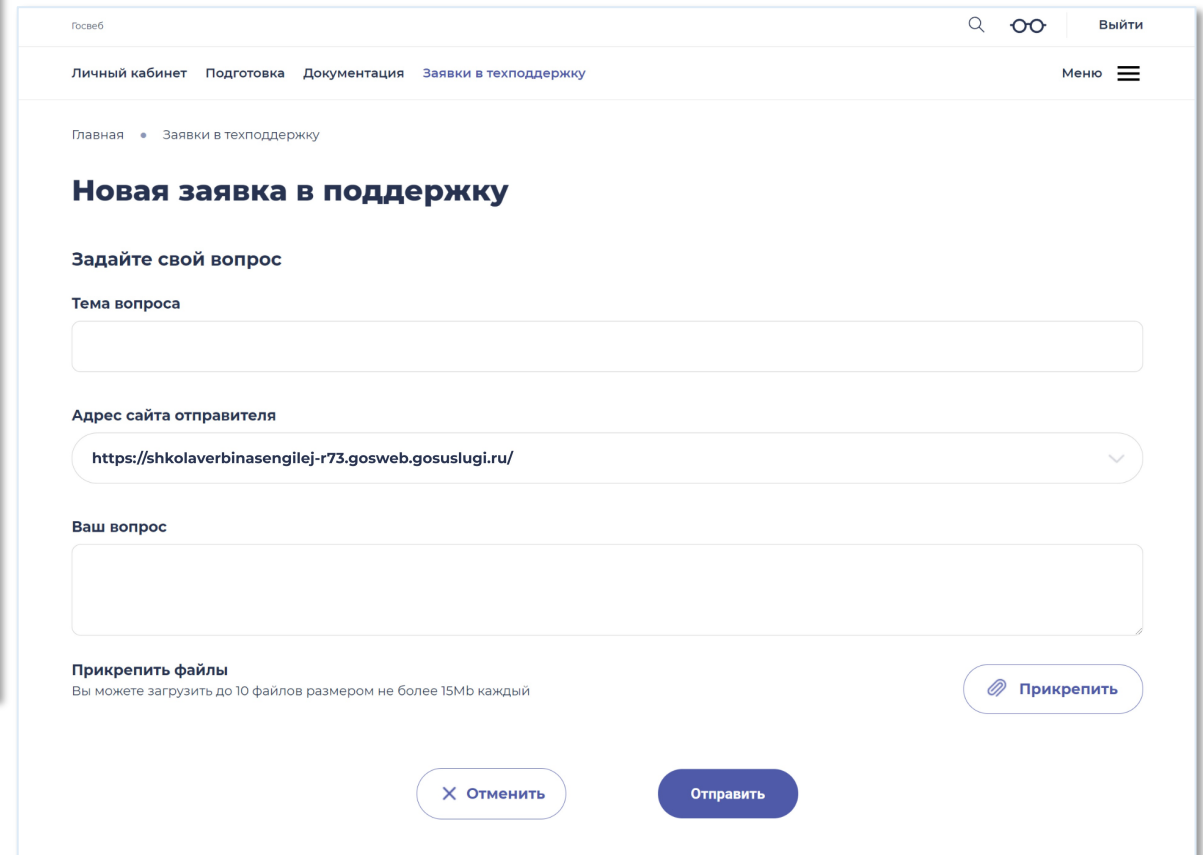 Госвеб
Выйти
Личный кабинет Подготовка Документация Заявки в техподдержку Меню
Главная • Заявки в техподдержку
Новая заявка в поддержку
Задайте свой вопрос
Тема вопроса
Адрес сайта отправителя
https://shkolaverbinasengilej-r73.gosweb.gosuslugi.ru/
Ваш вопрос
Прикрепить файлы
Вы можете загрузить до 10 файлов размером не более 15Mb каждый
Прикрепить
Отменить
Отправить